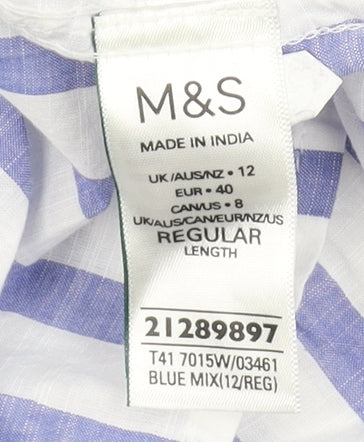 M&S
MADE IN INDIA
UK/AUS/NZ • 12
EUR • 40
CAN/US • 8
UK/AUS/CAN/EUR/NZ/US
REGULAR
LENGTH
21289897
T41 7015W/03461
BLUE MIX(12/REG)